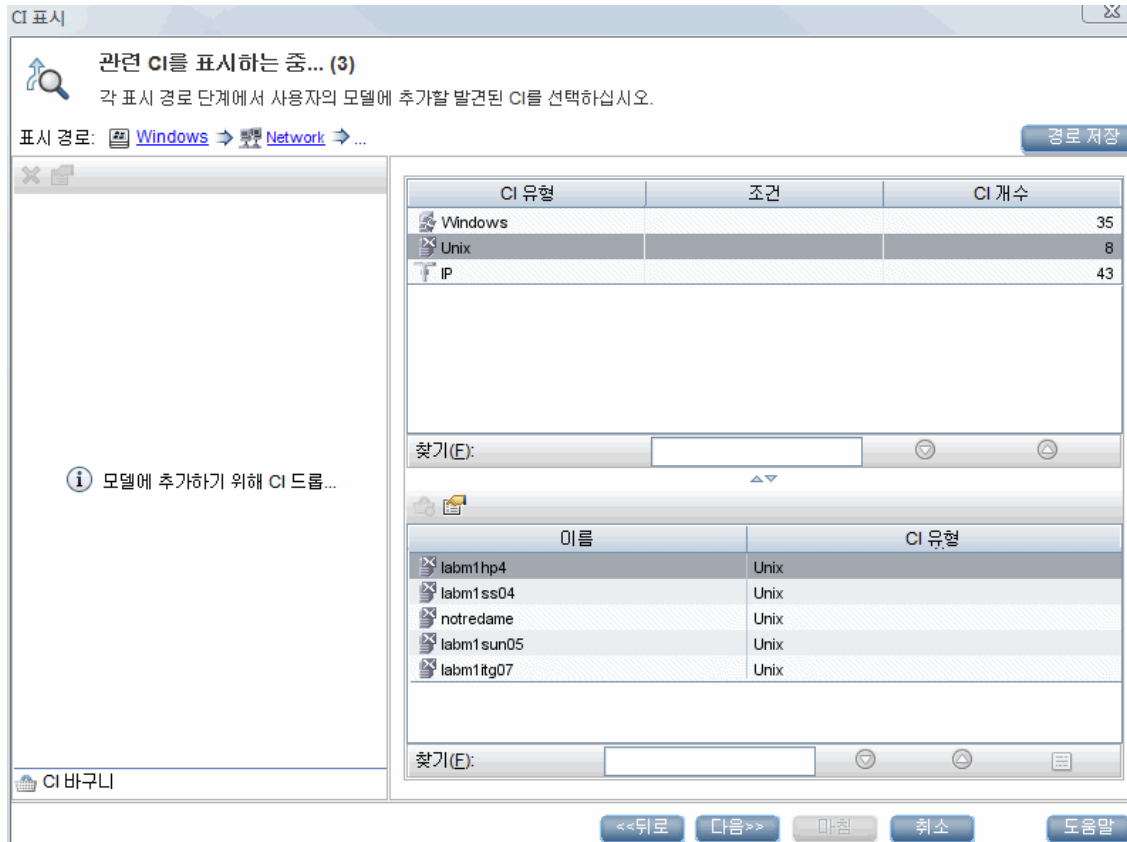 CI 표시
관련 CI를 표시하는 중... (3)
각 표시 경로 단계에서 사용자의 모델에 추가할 발견된 CI를 선택하십시오.
표시 경로: Windows Network ...
경로 저장
CI 유형 조건 CI 개수
Windows 35
Unix 8
IP 43
찾기(F):
모델에 추가하기 위해 CI 드롭...
이름 CI 유형
labm1hp4 Unix
labm1ss04 Unix
notredame Unix
labm1sun05 Unix
labm1itg07 Unix
찾기(F):
CI 바구니
<<뒤로 다음>> 마침 취소 도움말